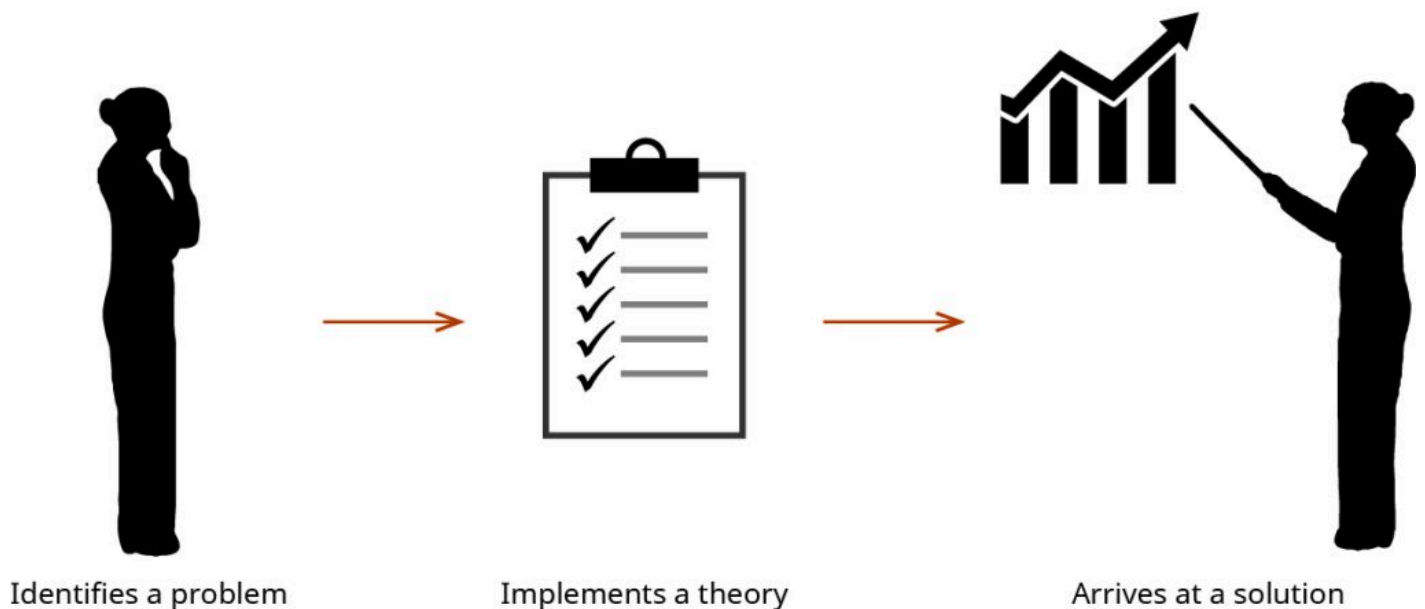 Identifies a problem
Implements a theory
Arrives at a solution